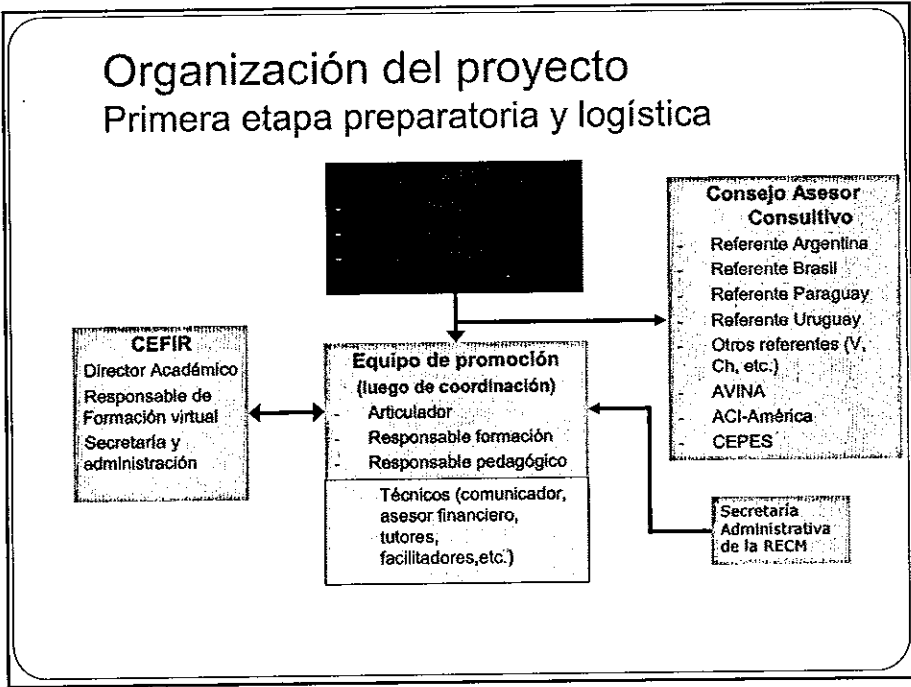 Organización del proyecto
Primera etapa preparatoria y logística
-
-
-
Consejo Asesor
Consultivo
- Referente Argentina
- Referente Brasil
- Referente Paraguay
- Referente Uruguay
- Otros referentes (V,
Ch, etc.)
- AVINA
- ACI-América
- CEPES
CEFIR
Director Académico
Responsable de
Formación virtual
Secretaría y
administración
Equipo de promoción
(luego de coordinación)
- Articulador
- Responsable formación
- Responsable pedagógico
Técnicos (comunicador,
asesor financiero,
tutores,
facilitadores,etc.)
Secretaría
Administrativa
de la RECM